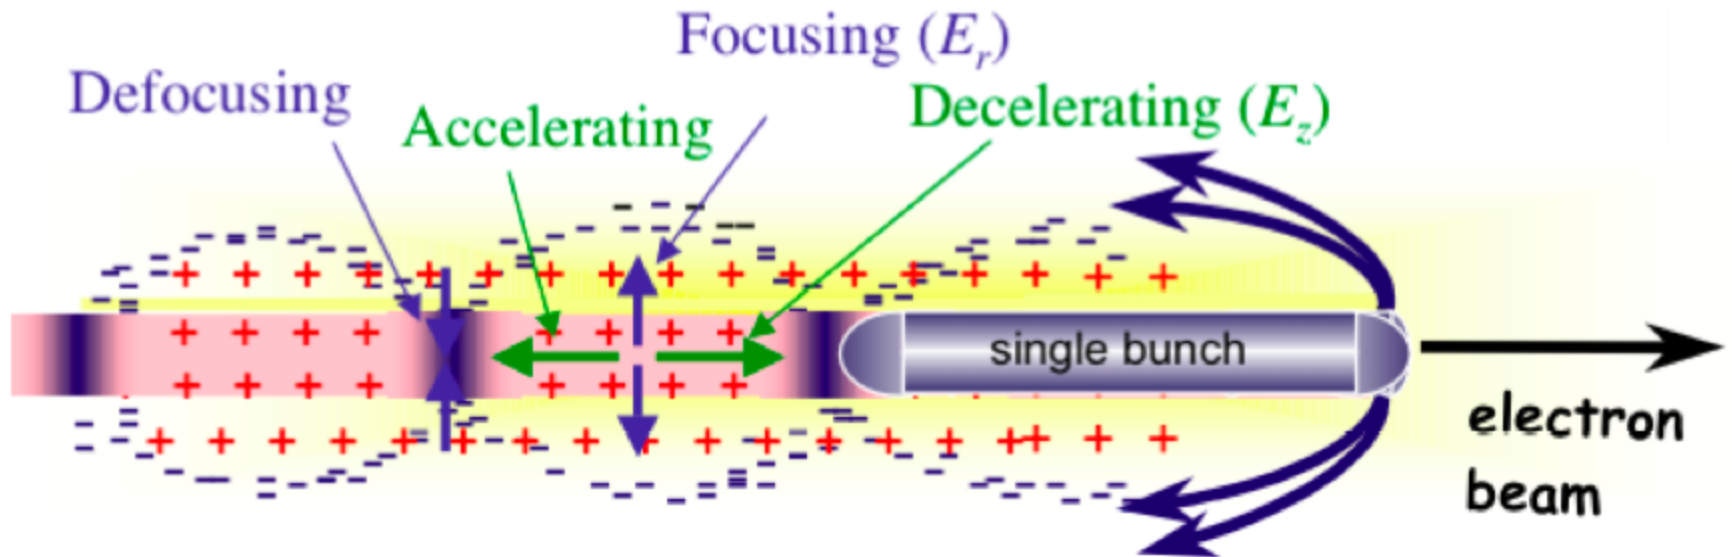 Focusing (E_r)
Defocusing
Accelerating
Decelerating (E_z)
single bunch
electron
beam